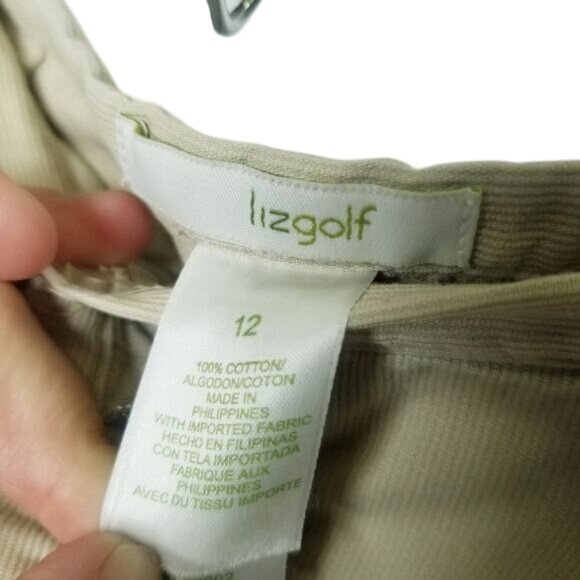 lizgolf
12
100% COTTON/
ALGODON/COTON
MADE IN
PHILIPPINES
WITH IMPORTED FABRIC
HECHO EN FILIPINAS
CON TELA IMPORTADA
FABRIQUE AUX
PHILIPPINES
AVEC DU TISSU IMPORTE